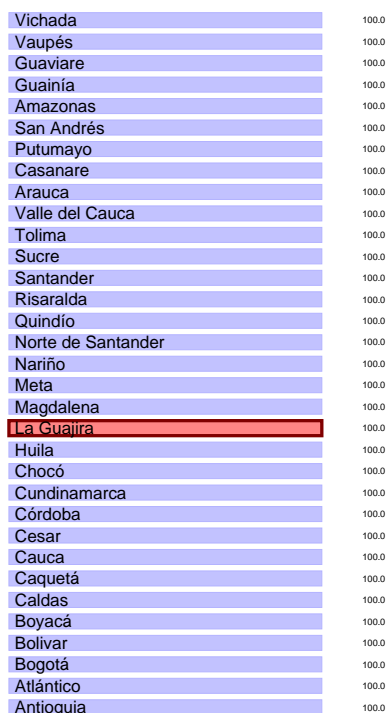 Vichada 100.0
Vaupés 100.0
Guaviare 100.0
Guainía 100.0
Amazonas 100.0
San Andrés 100.0
Putumayo 100.0
Casanare 100.0
Arauca 100.0
Valle del Cauca 100.0
Tolima 100.0
Sucre 100.0
Santander 100.0
Risaralda 100.0
Quindío 100.0
Norte de Santander 100.0
Nariño 100.0
Meta 100.0
Magdalena 100.0
La Guajira 100.0
Huila 100.0
Chocó 100.0
Cundinamarca 100.0
Córdoba 100.0
Cesar 100.0
Cauca 100.0
Caquetá 100.0
Caldas 100.0
Boyacá 100.0
Bolivar 100.0
Bogotá 100.0
Atlántico 100.0
Antioquia 100.0